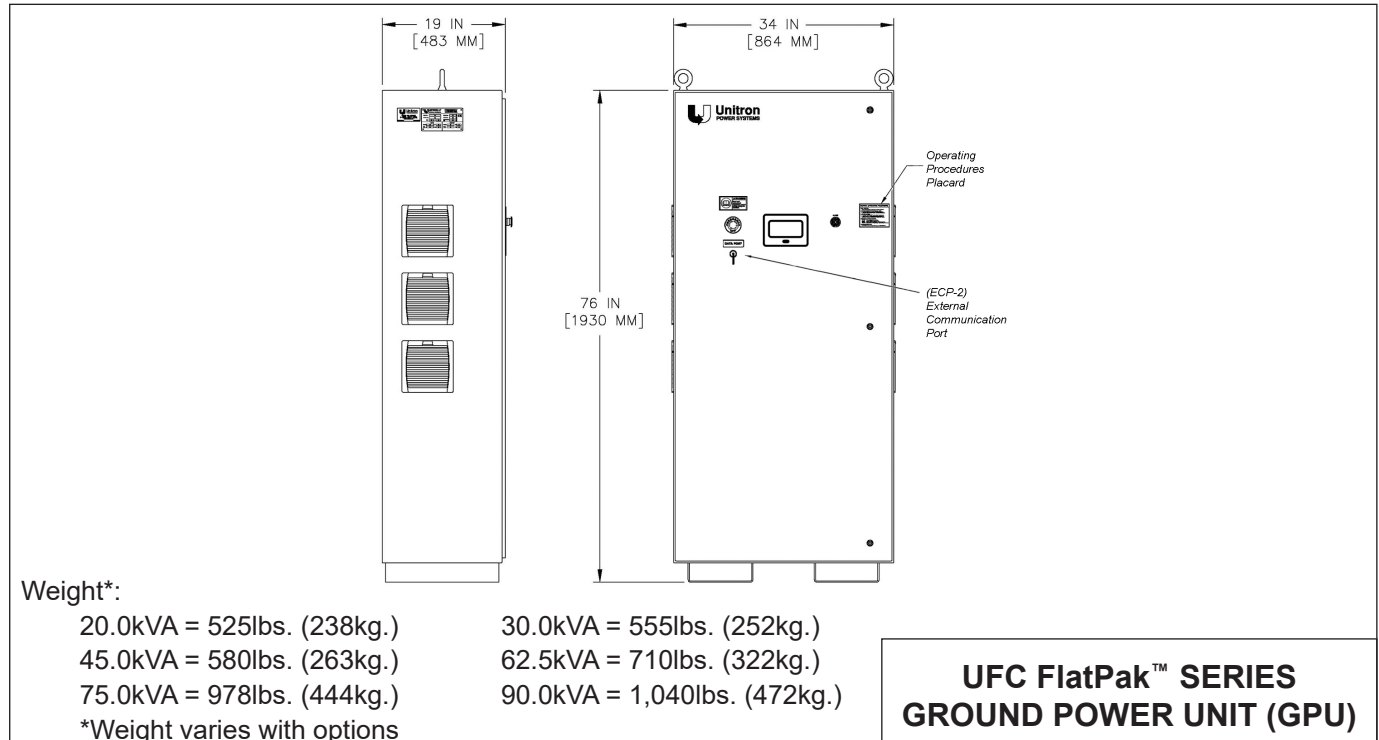 19 IN
[483 MM]
34 IN
[864 MM]
Unitron
POWER SYSTEMS
Operating
Procedures
Placard
DATA PORT
(ECP-2)
External
Communication
Port
76 IN
[1930 MM]
Weight*:
20.0kVA = 525lbs. (238kg.) 30.0kVA = 555lbs. (252kg.)
45.0kVA = 580lbs. (263kg.) 62.5kVA = 710lbs. (322kg.)
75.0kVA = 978lbs. (444kg.) 90.0kVA = 1,040lbs. (472kg.)
*Weight varies with options
UFC FlatPak™ SERIES
GROUND POWER UNIT (GPU)